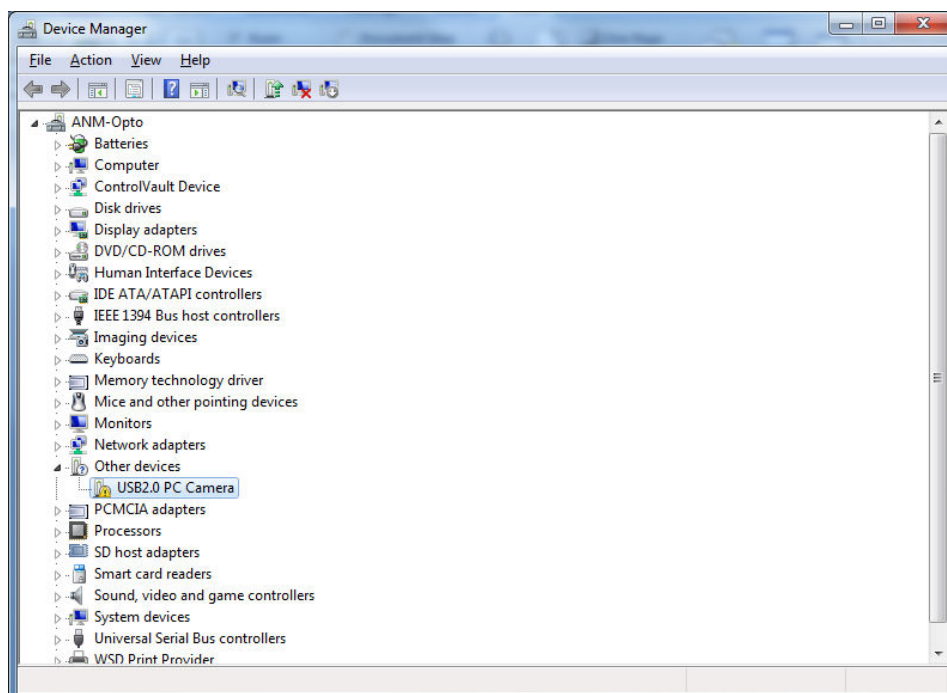 Device Manager
File Action View Help
ANM-Opto
Batteries
Computer
ControlVault Device
Disk drives
Display adapters
DVD/CD-ROM drives
Human Interface Devices
IDE ATA/ATAPI controllers
IEEE 1394 Bus host controllers
Imaging devices
Keyboards
Memory technology driver
Mice and other pointing devices
Monitors
Network adapters
Other devices
USB2.0 PC Camera
PCMCIA adapters
Processors
SD host adapters
Smart card readers
Sound, video and game controllers
System devices
Universal Serial Bus controllers
WSD Print Provider